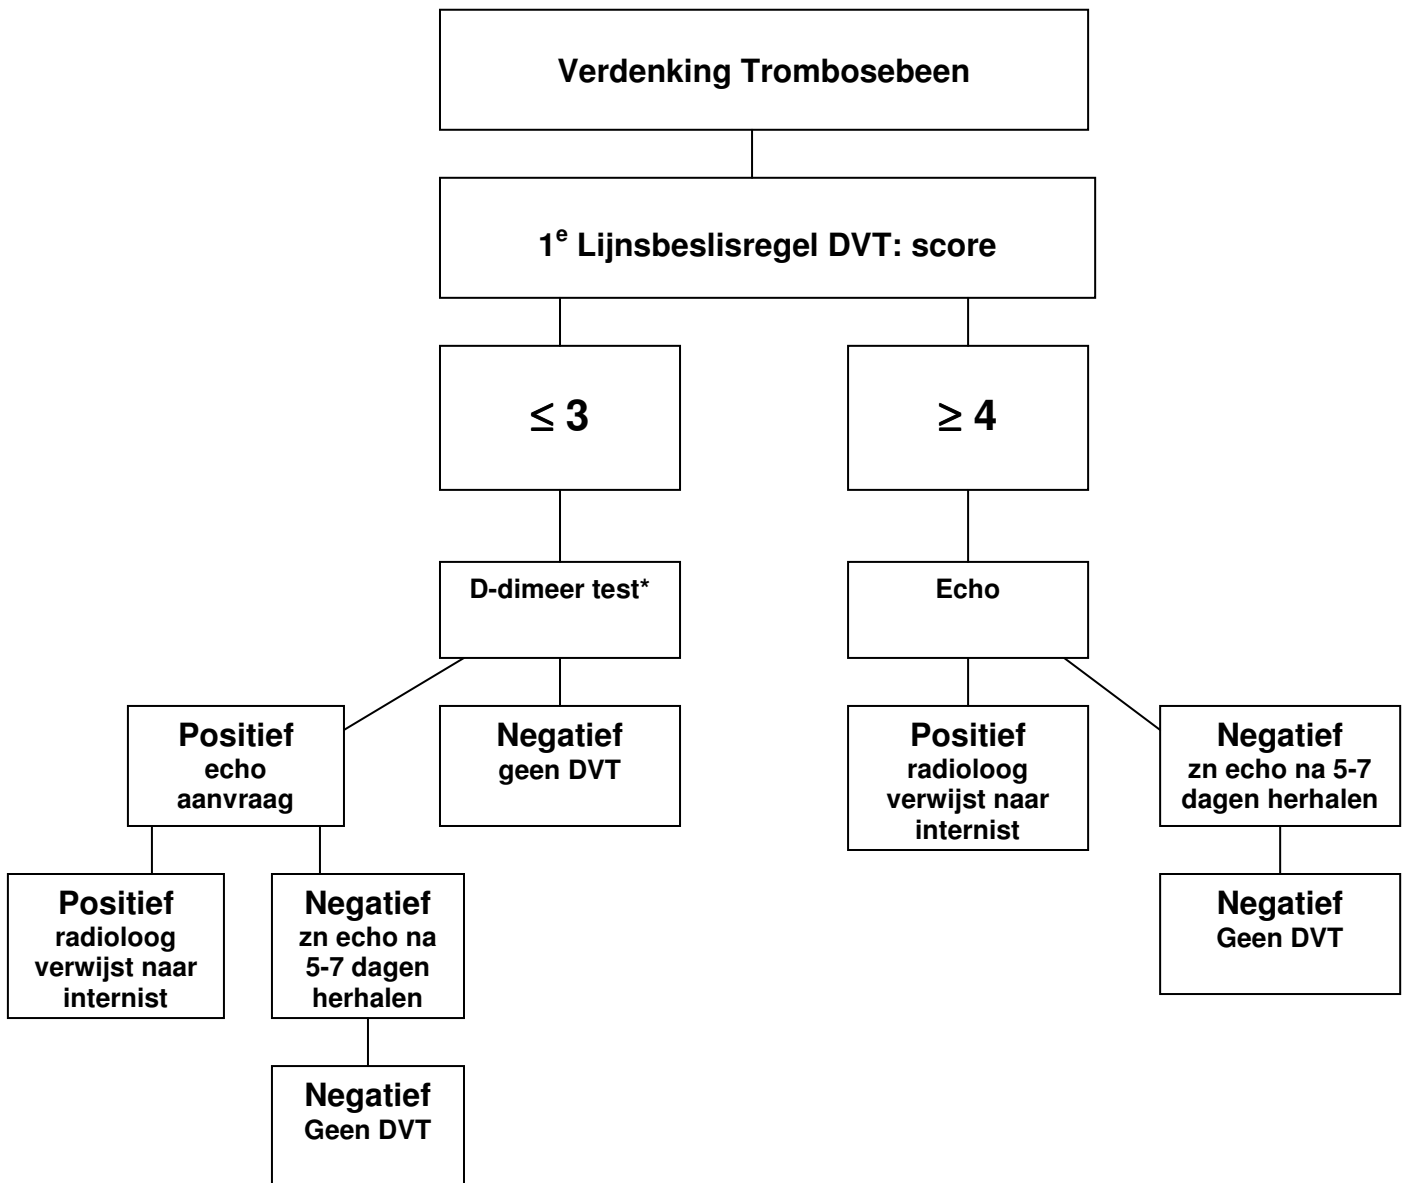 Verdenking Trombosebeen
1e Lijnsbeslisregel DVT: score
≤ 3
≥ 4
D-dimeer test*
Echo
Positief
echo
aanvraag
Negatief
geen DVT
Positief
radioloog
verwijst naar
internist
Negatief
zn echo na 5-7
dagen herhalen
Positief
radioloog
verwijst naar
internist
Negatief
zn echo na
5-7 dagen
herhalen
Negatief
Geen DVT
Negatief
Geen DVT